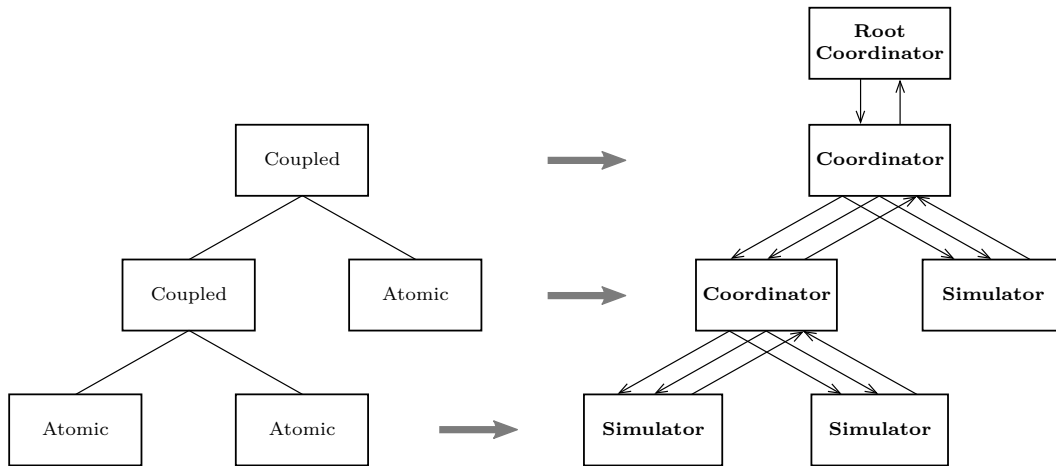 Root
Coordinator
Coupled
Coordinator
Coupled
Atomic
Coordinator
Simulator
Atomic
Atomic
Simulator
Simulator